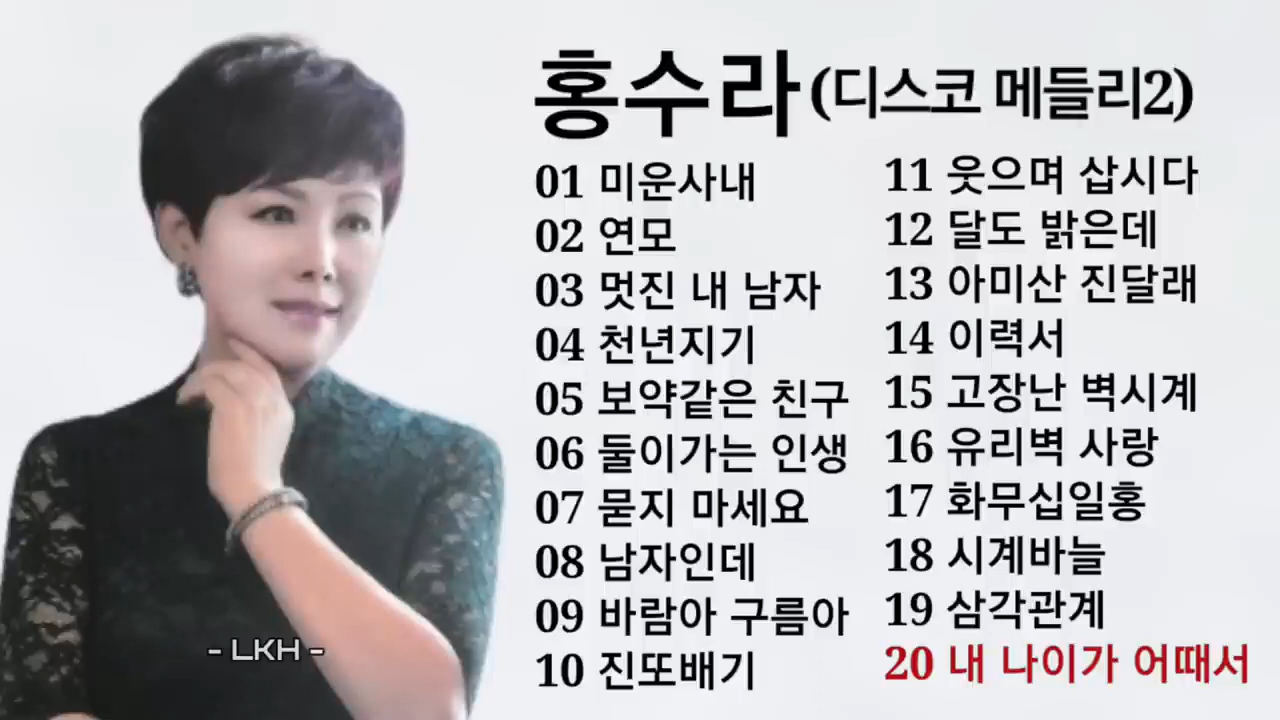 홍수라 (디스코 메들리2)
01 미운사내
02 연모
03 멋진 내 남자
04 천년지기
05 보약같은 친구
06 둘이가는 인생
07 묻지 마세요
08 남자인데
09 바람아 구름아
10 진또배기
11 웃으며 삽시다
12 달도 밝은데
13 아미산 진달래
14 이력서
15 고장난 벽시계
16 유리벽 사랑
17 화무십일홍
18 시계바늘
19 삼각관계
20 내 나이가 어때서
- LKH -